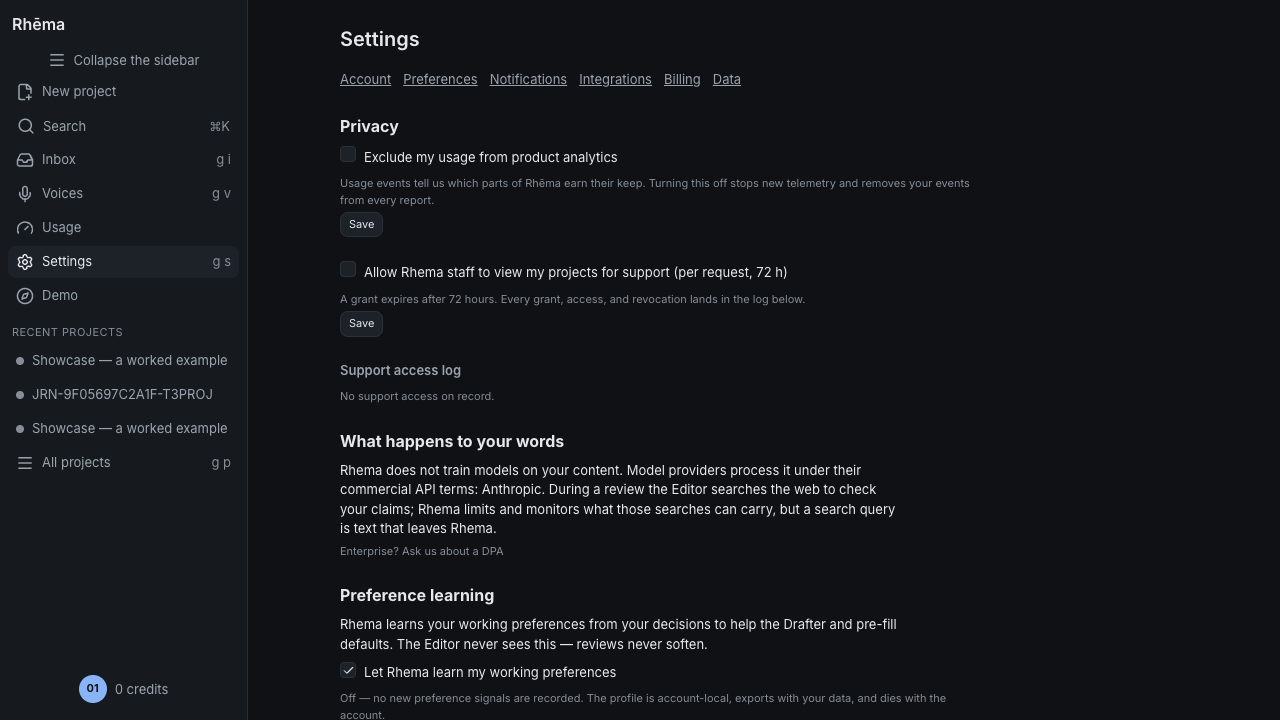 Rhēma
Collapse the sidebar
New project
Search ⌘K
Inbox g i
Voices g v
Usage
Settings g s
Demo
RECENT PROJECTS
Showcase — a worked example
JRN-9F05697C2A1F-T3PROJ
Showcase — a worked example
All projects g p
01 0 credits
Settings
Account Preferences Notifications Integrations Billing Data
Privacy
Exclude my usage from product analytics
Usage events tell us which parts of Rhēma earn their keep. Turning this off stops new telemetry and removes your events
from every report.
Save
Allow Rhema staff to view my projects for support (per request, 72 h)
A grant expires after 72 hours. Every grant, access, and revocation lands in the log below.
Save
Support access log
No support access on record.
What happens to your words
Rhema does not train models on your content. Model providers process it under their
commercial API terms: Anthropic. During a review the Editor searches the web to check
your claims; Rhema limits and monitors what those searches can carry, but a search query
is text that leaves Rhema.
Enterprise? Ask us about a DPA
Preference learning
Rhema learns your working preferences from your decisions to help the Drafter and pre-fill
defaults. The Editor never sees this — reviews never soften.
Let Rhema learn my working preferences
Off — no new preference signals are recorded. The profile is account-local, exports with your data, and dies with the
account.